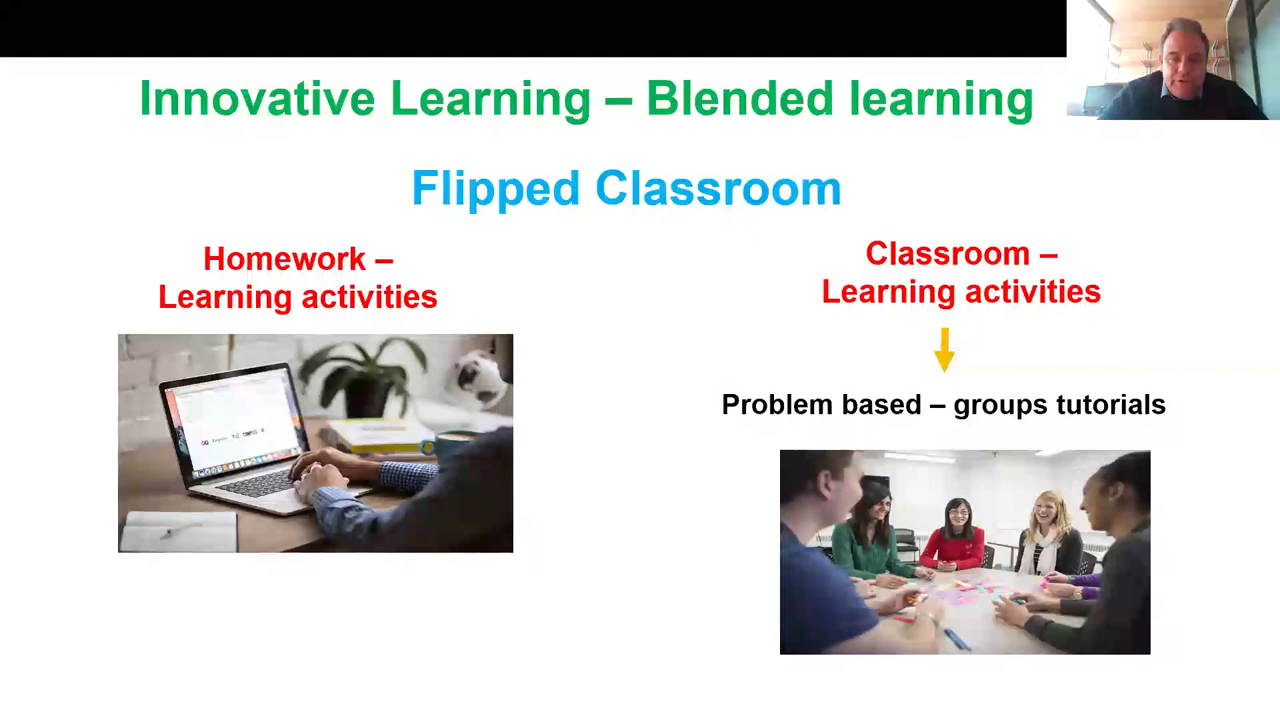 Innovative Learning – Blended learning
Flipped Classroom
Homework –
Learning activities
Classroom –
Learning activities
Problem based – groups tutorials